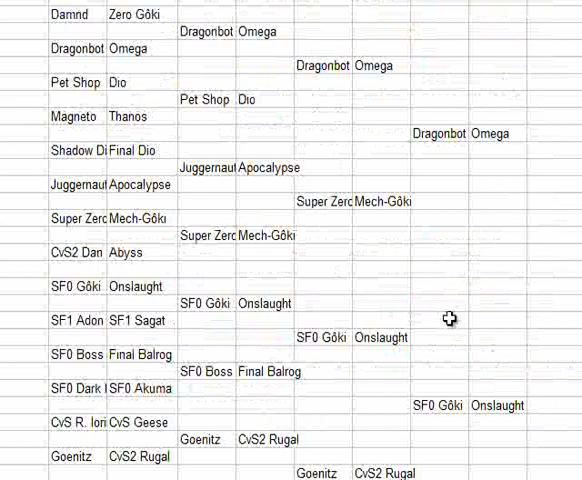 Damnd Zero Gôki
Dragonbot Omega
Dragonbot Omega
Dragonbot Omega
Pet Shop Dio
Pet Shop Dio
Magneto Thanos
Dragonbot Omega
Shadow Di Final Dio
Juggernaut Apocalypse
Juggernaut Apocalypse
Super Zero Mech-Gôki
Super Zero Mech-Gôki
Super Zero Mech-Gôki
CvS2 Dan Abyss
SF0 Gôki Onslaught
SF0 Gôki Onslaught
SF1 Adon SF1 Sagat
SF0 Gôki Onslaught
SF0 Boss Final Balrog
SF0 Boss Final Balrog
SF0 Dark SF0 Akuma
SF0 Gôki Onslaught
CvS R. Iori CvS Geese
Goenitz CvS2 Rugal
Goenitz CvS2 Rugal
Goenitz CvS2 Rugal